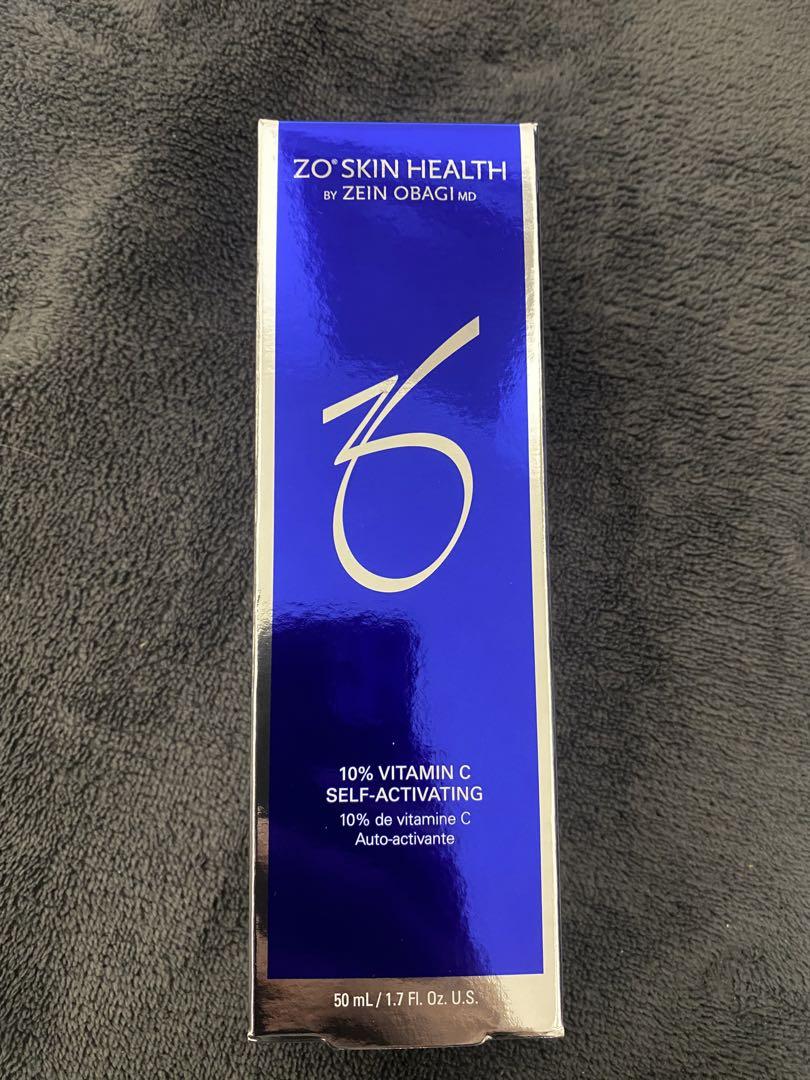 ZO® SKIN HEALTH
BY ZEIN OBAGI MD
ZO
10% VITAMIN C
SELF-ACTIVATING
10% de vitamine C
Auto-activante
50 mL / 1.7 Fl. Oz. U.S.